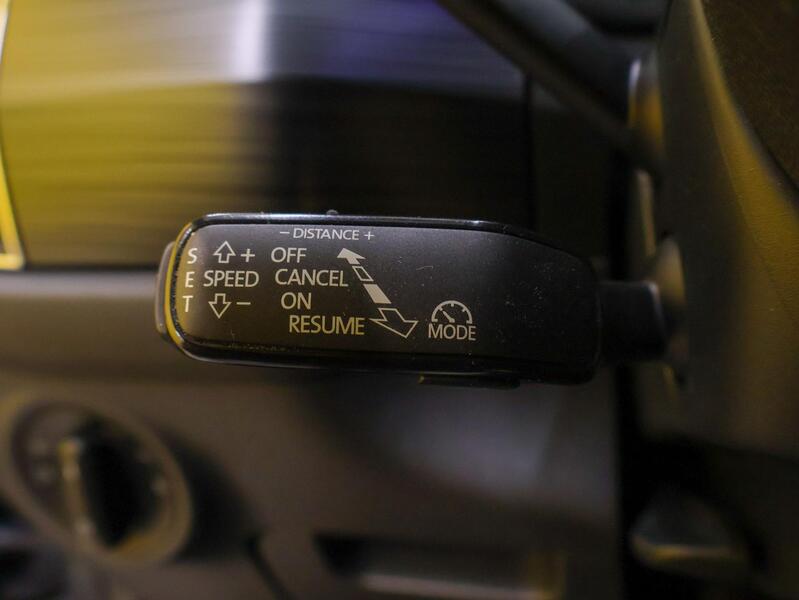 – DISTANCE +
S + OFF
E SPEED CANCEL
T – ON
RESUME
MODE